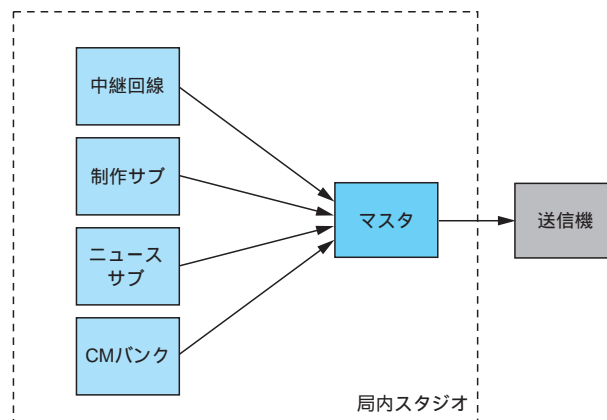 中継回線
制作サブ
マスタ
送信機
ニュース
サブ
CMバンク
局内スタジオ